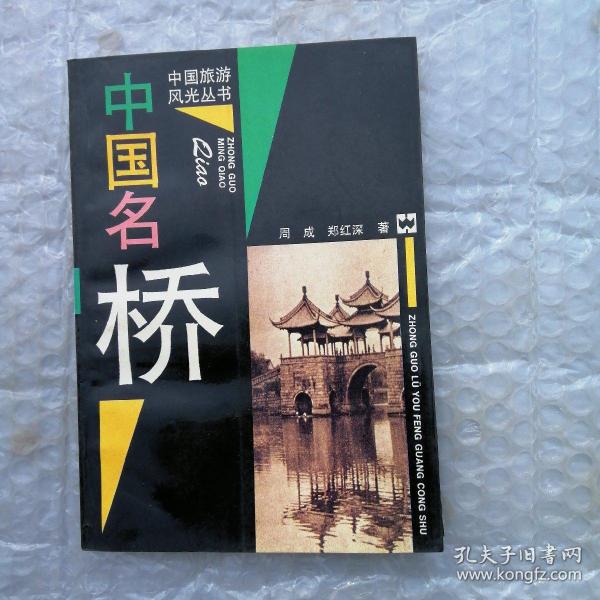 中国旅游
风光丛书
中国名桥
ZHONG GUO
MING QIAO
Qiao
周 成 郑红深 著
ZHONG GUO LÜ YOU FENG GUANG CONG SHU
孔夫子旧书网
www.kongfz.com